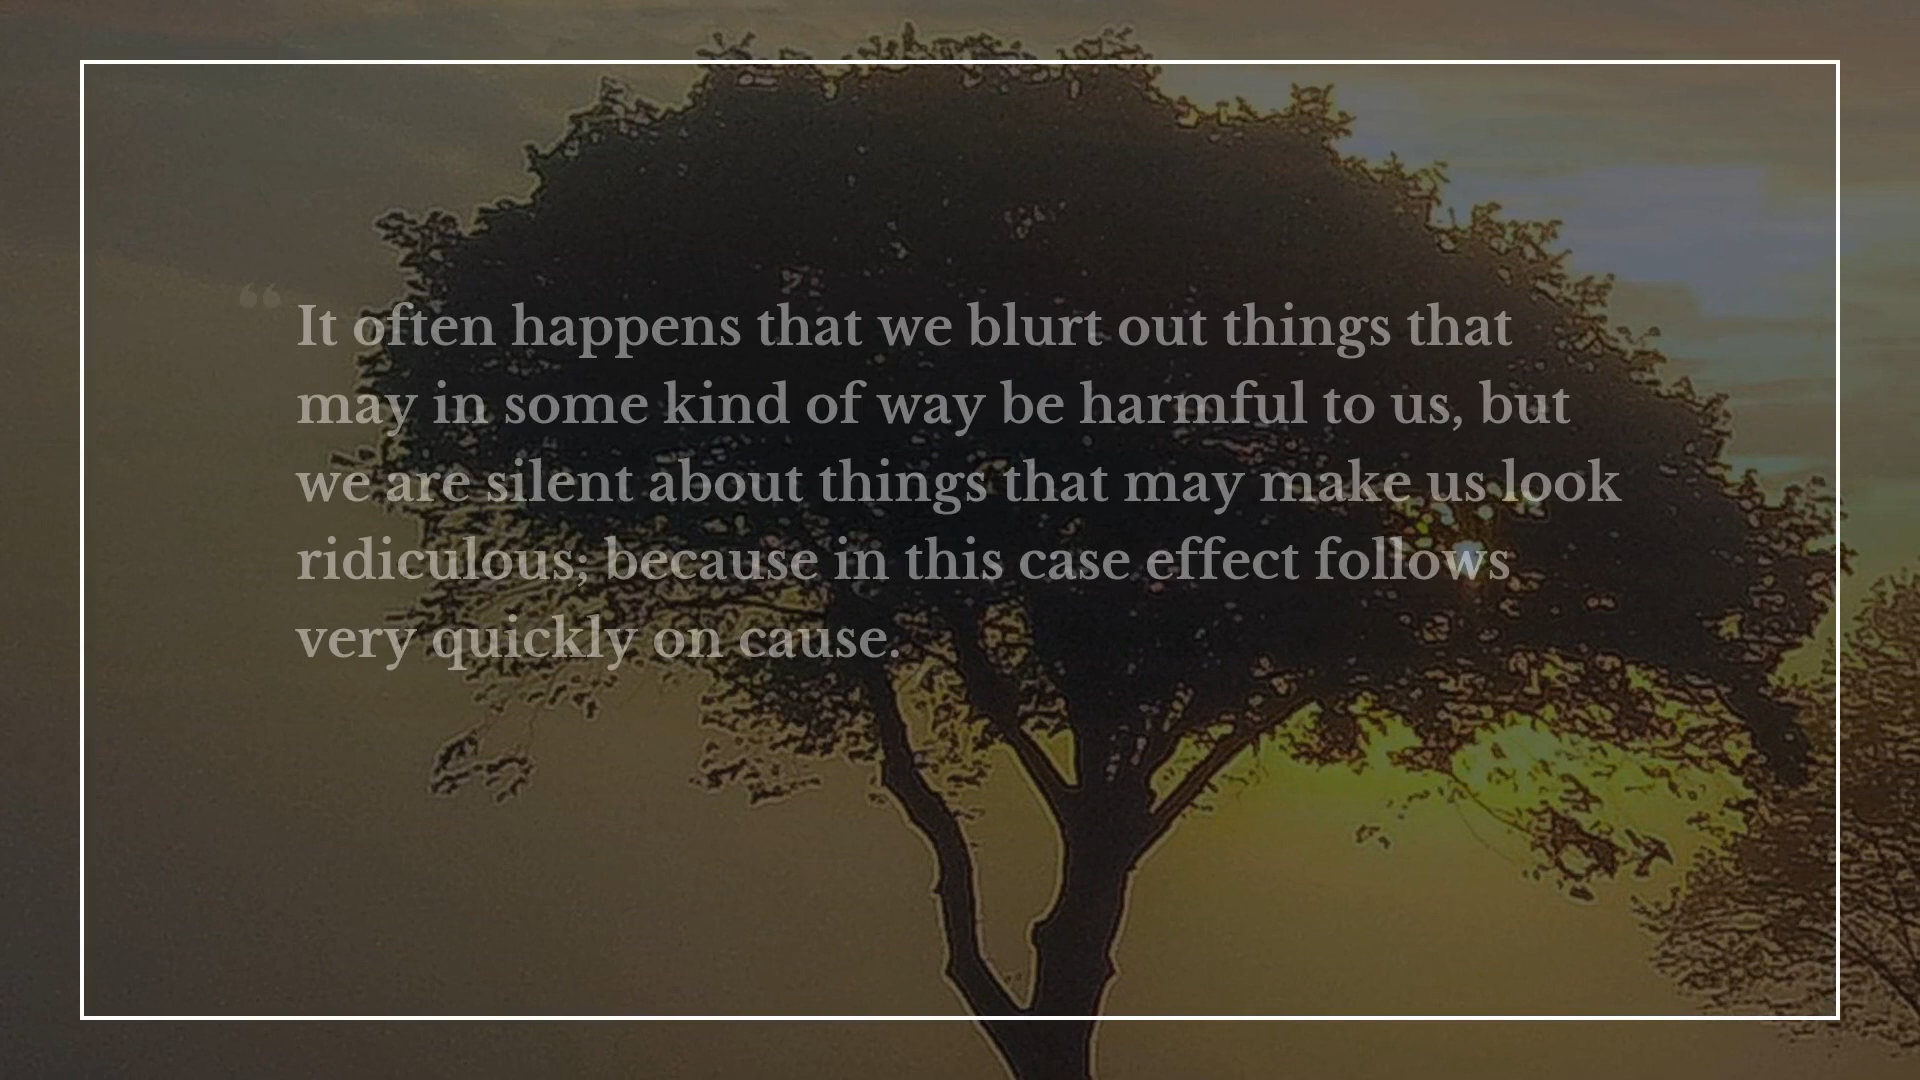 “ It often happens that we blurt out things that
may in some kind of way be harmful to us, but
we are silent about things that may make us look
ridiculous; because in this case effect follows
very quickly on cause.